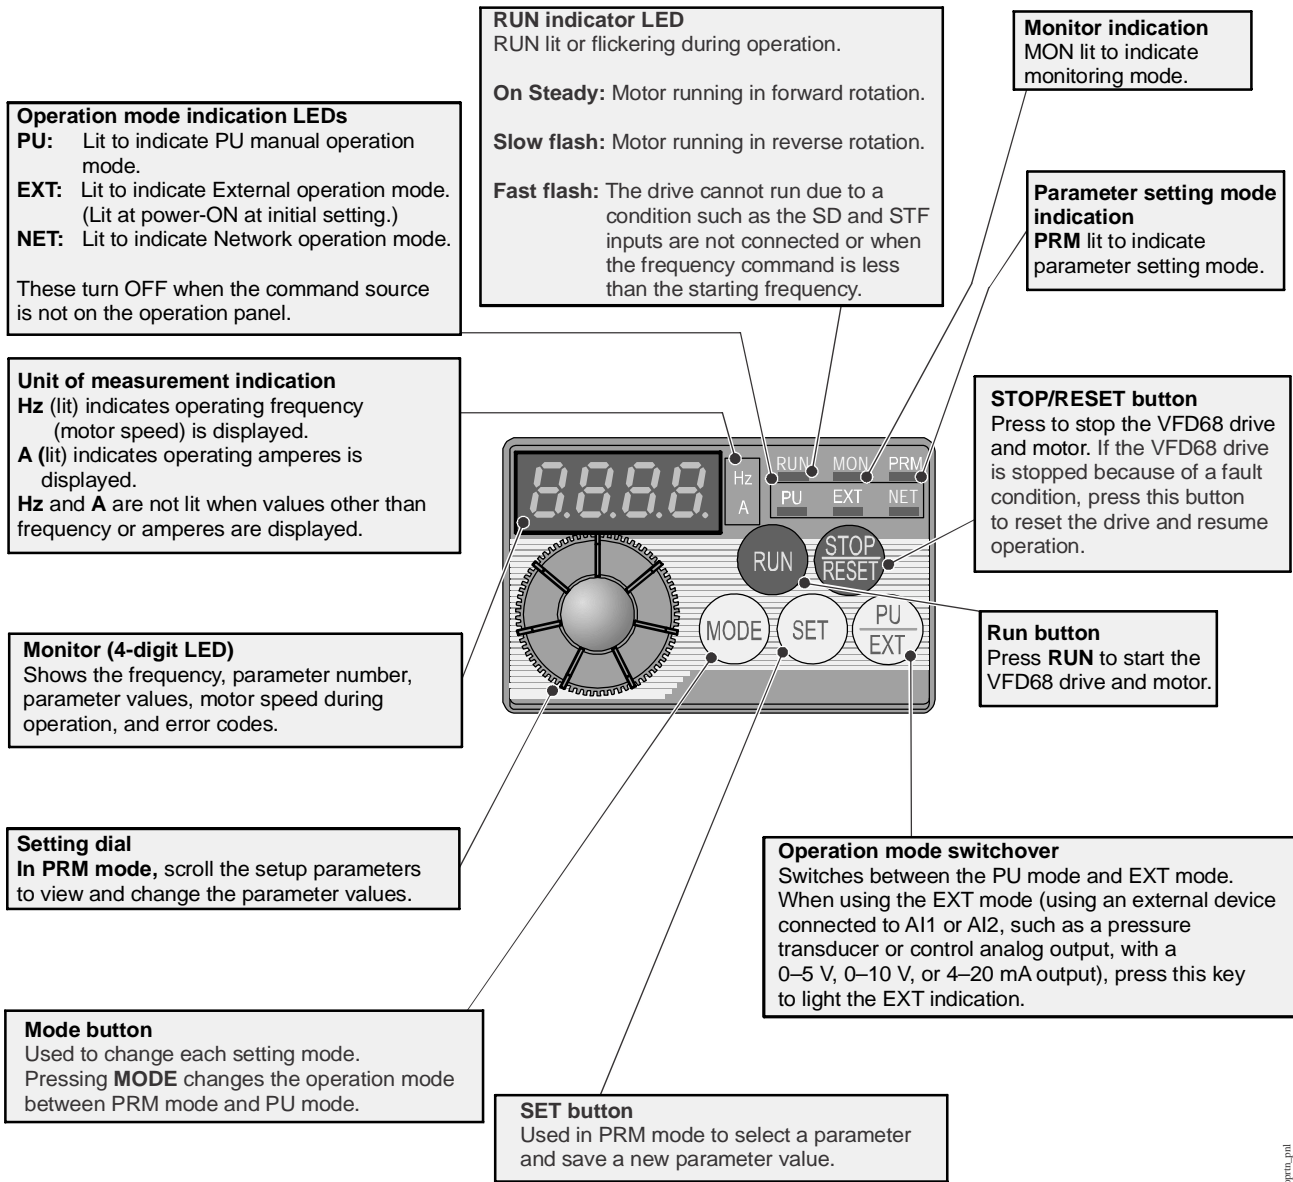 RUN indicator LED
RUN lit or flickering during operation.
On Steady: Motor running in forward rotation.
Slow flash: Motor running in reverse rotation.
Fast flash: The drive cannot run due to a
condition such as the SD and STF
inputs are not connected or when
the frequency command is less
than the starting frequency.
Monitor indication
MON lit to indicate
monitoring mode.
Operation mode indication LEDs
PU: Lit to indicate PU manual operation
mode.
EXT: Lit to indicate External operation mode.
(Lit at power-ON at initial setting.)
NET: Lit to indicate Network operation mode.
These turn OFF when the command source
is not on the operation panel.
Parameter setting mode
indication
PRM lit to indicate
parameter setting mode.
Unit of measurement indication
Hz (lit) indicates operating frequency
(motor speed) is displayed.
A (lit) indicates operating amperes is
displayed.
Hz and A are not lit when values other than
frequency or amperes are displayed.
STOP/RESET button
Press to stop the VFD68 drive
and motor. If the VFD68 drive
is stopped because of a fault
condition, press this button
to reset the drive and resume
operation.
8.8.8.8.
Hz
A
RUN MON PRM
PU EXT NET
RUN
STOP
RESET
MODE
SET
PU
EXT
Monitor (4-digit LED)
Shows the frequency, parameter number,
parameter values, motor speed during
operation, and error codes.
Run button
Press RUN to start the
VFD68 drive and motor.
Setting dial
In PRM mode, scroll the setup parameters
to view and change the parameter values.
Operation mode switchover
Switches between the PU mode and EXT mode.
When using the EXT mode (using an external device
connected to AI1 or AI2, such as a pressure
transducer or control analog output, with a
0–5 V, 0–10 V, or 4–20 mA output), press this key
to light the EXT indication.
Mode button
Used to change each setting mode.
Pressing MODE changes the operation mode
between PRM mode and PU mode.
SET button
Used in PRM mode to select a parameter
and save a new parameter value.